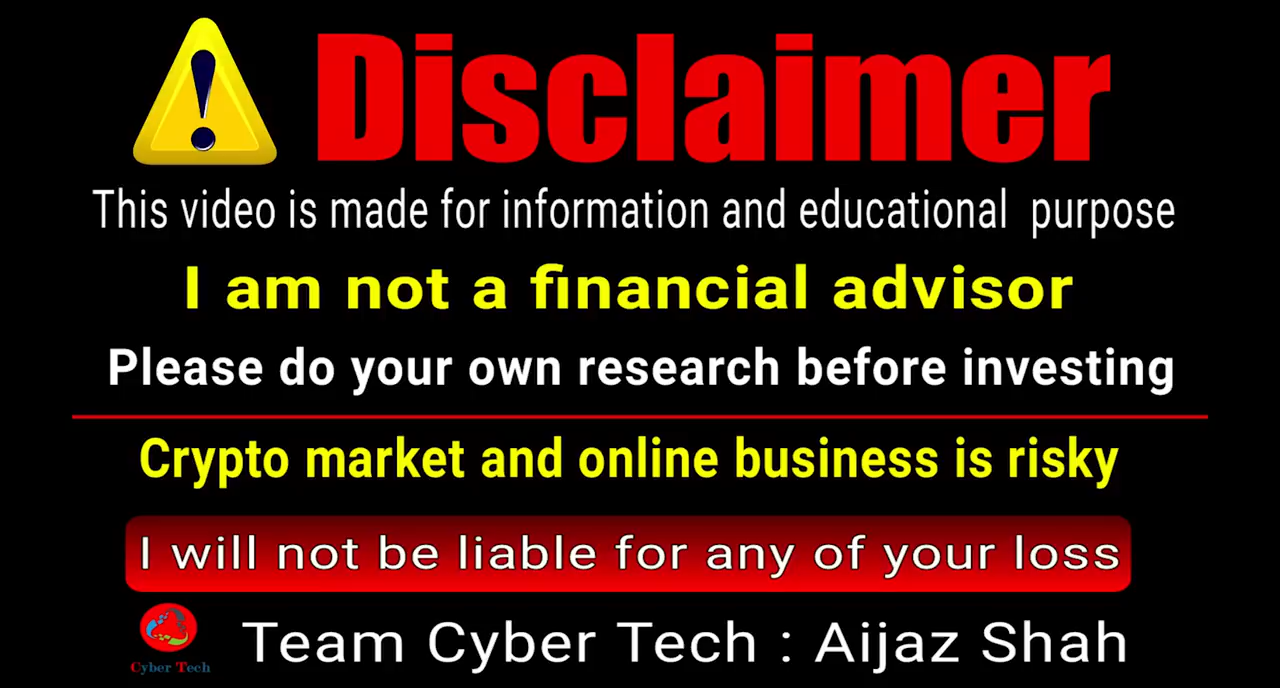 Disclaimer
This video is made for information and educational purpose
I am not a financial advisor
Please do your own research before investing
Crypto market and online business is risky
I will not be liable for any of your loss
Team Cyber Tech : Aijaz Shah
Cyber Tech